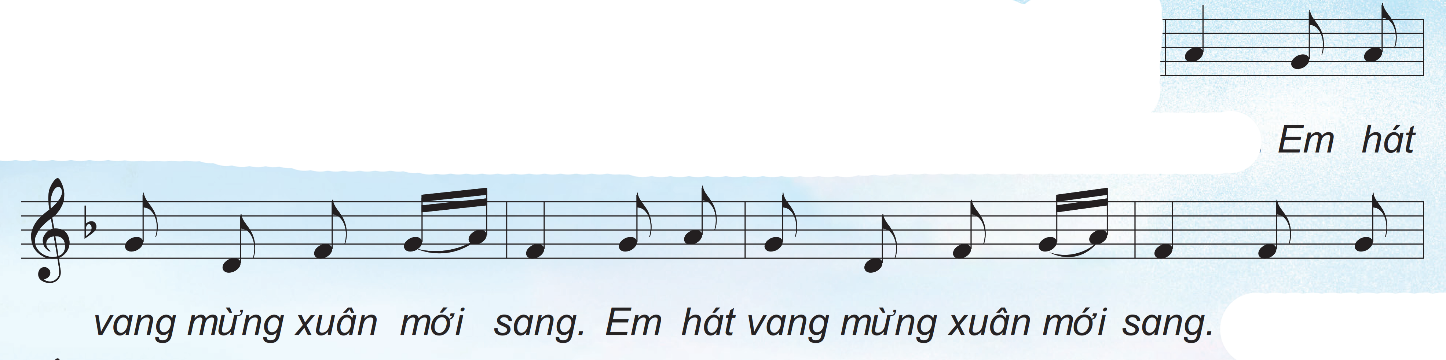 Em hát
vang mừng xuân mới sang. Em hát vang mừng xuân mới sang.